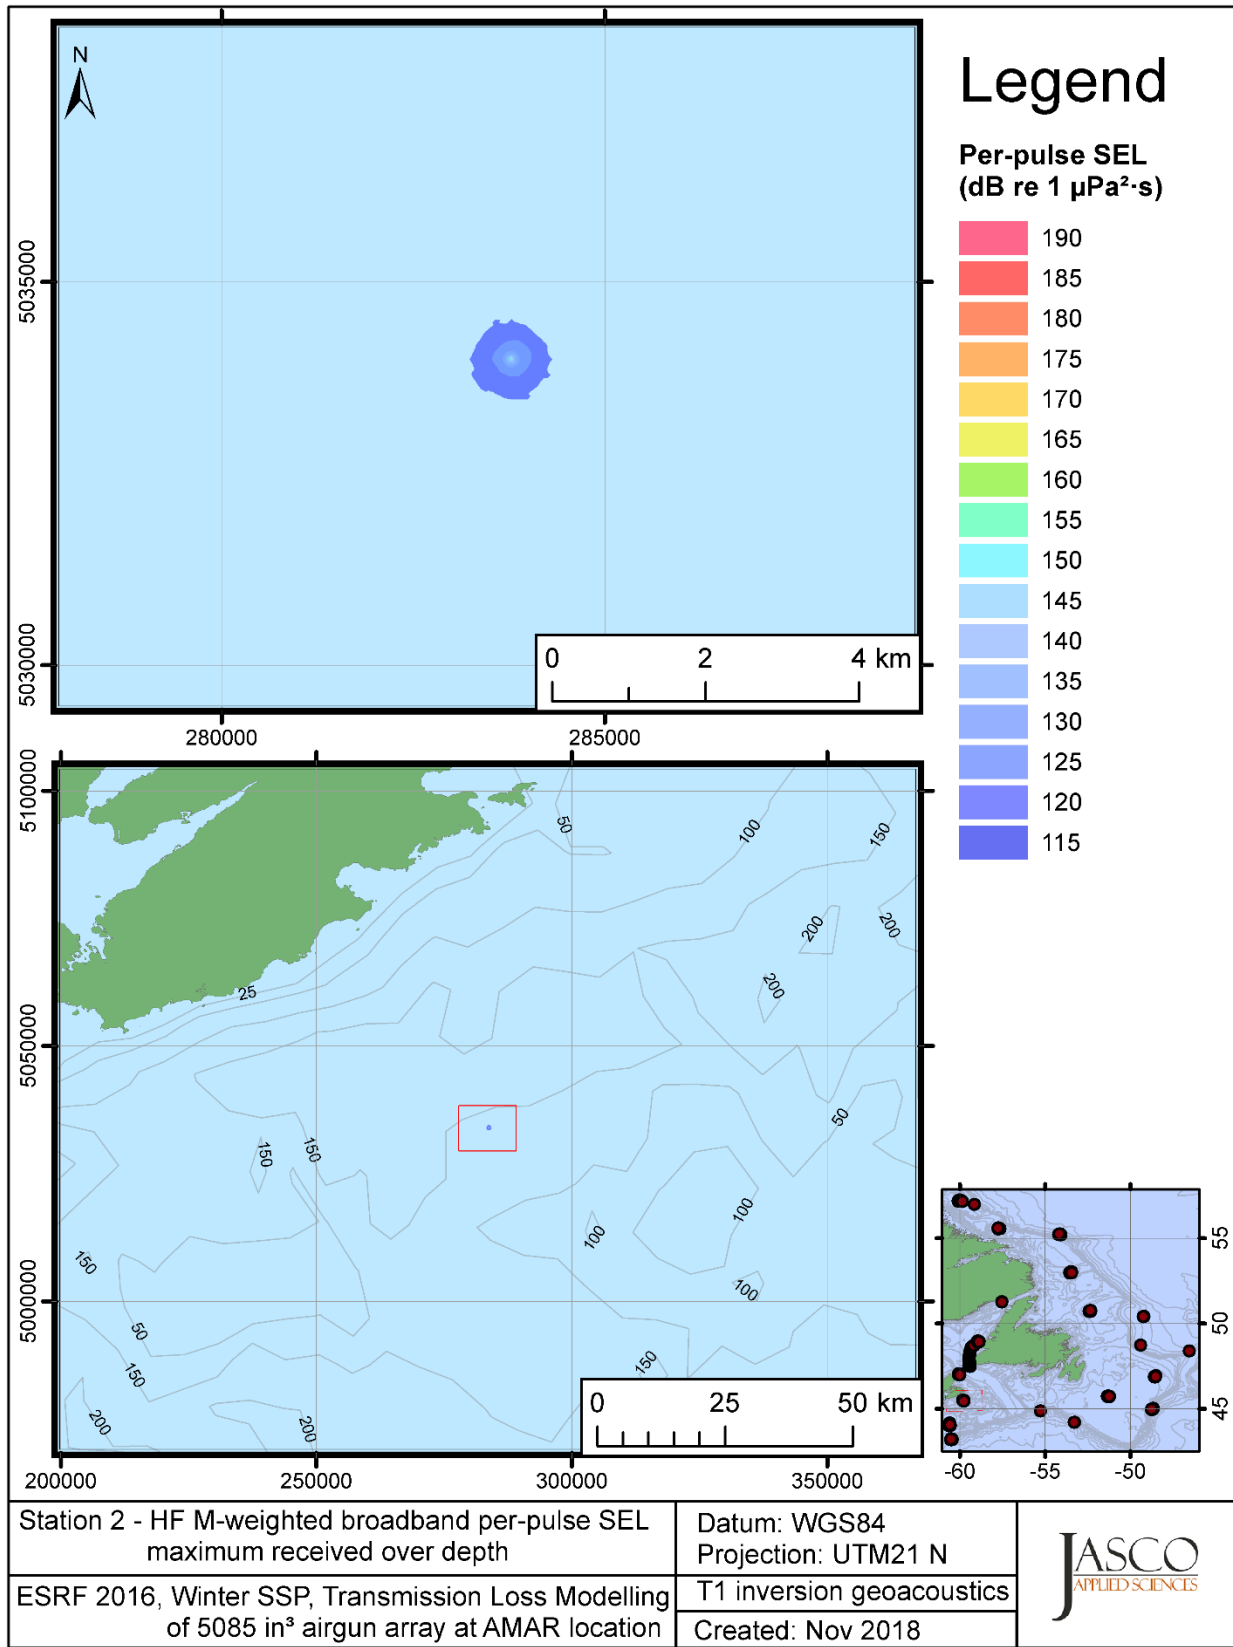 N
5035000
5030000
0 2 4 km
280000 285000
Legend
Per-pulse SEL
(dB re 1 µPa²·s)
190
185
180
175
170
165
160
155
150
145
140
135
130
125
120
115
5100000
5050000
5000000
50
100
150
200
200
200
25
50
150
150
100
100
100
150
50
150
150
200
200
0 25 50 km
200000 250000 300000 350000
55
50
45
-60 -55 -50
Station 2 - HF M-weighted broadband per-pulse SEL
maximum received over depth
ESRF 2016, Winter SSP, Transmission Loss Modelling
of 5085 in³ airgun array at AMAR location
Datum: WGS84
Projection: UTM21 N
T1 inversion geoacoustics
Created: Nov 2018
JASCO
APPLIED SCIENCES